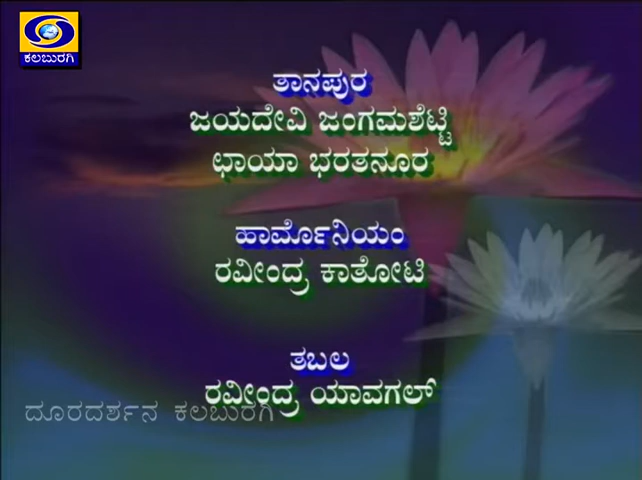 ಕಲಬುರಗಿ
ತಾನಪುರ
ಜಯದೇವಿ ಜಂಗಮಶೆಟ್ಟಿ
ಛಾಯಾ ಭರತನೂರ
ಹಾರ್ಮೊನಿಯಂ
ರವೀಂದ್ರ ಕಾತೋಟಿ
ತಬಲ
ರವೀಂದ್ರ ಯಾವಗಲ್
ದೂರದರ್ಶನ ಕಲಬುರಗಿ